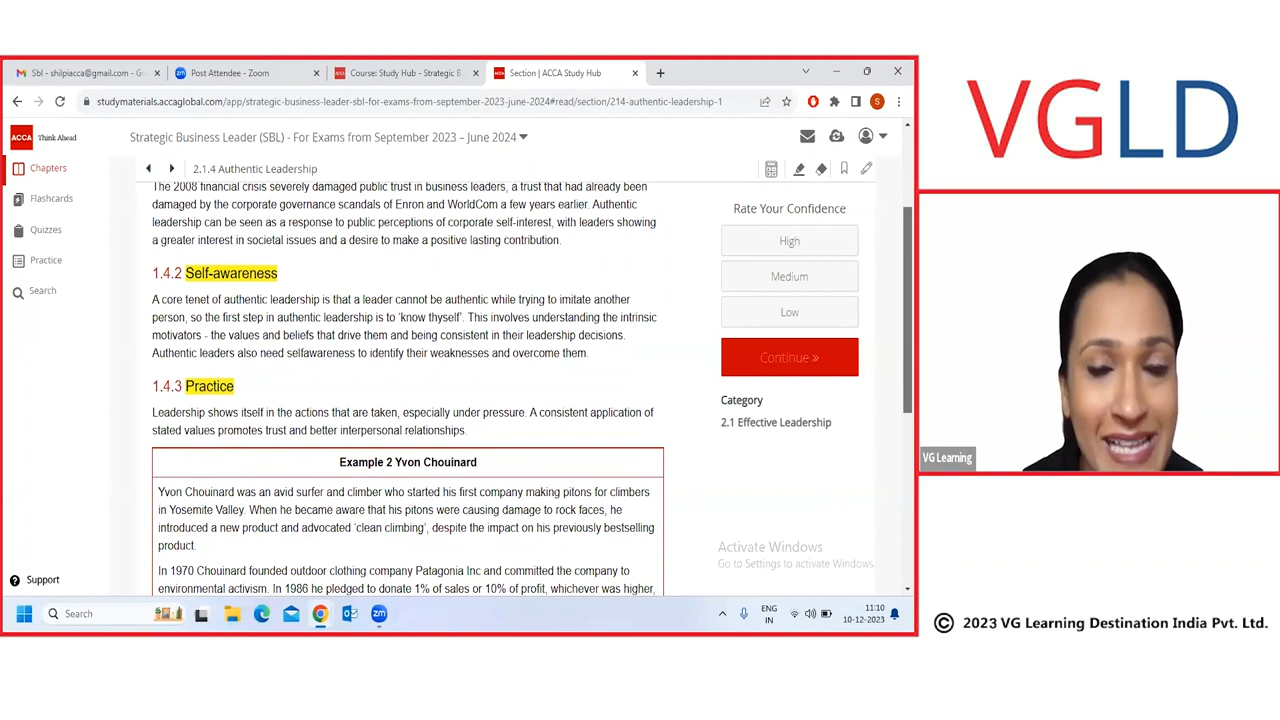 Sbl - shilpiacca@gmail.com - G
Post Attendee - Zoom
Course: Study Hub - Strategic B
Section | ACCA Study Hub
studymaterials.accaglobal.com/app/strategic-business-leader-sbl-for-exams-from-september-2023-june-2024#read/section/214-authentic-leadership-1
S
ACCA Think Ahead
Strategic Business Leader (SBL) - For Exams from September 2023 – June 2024
Chapters
Flashcards
Quizzes
Practice
Search
Support
2.1.4 Authentic Leadership
The 2008 financial crisis severely damaged public trust in business leaders, a trust that had already been
damaged by the corporate governance scandals of Enron and WorldCom a few years earlier. Authentic
leadership can be seen as a response to public perceptions of corporate self-interest, with leaders showing
a greater interest in societal issues and a desire to make a positive lasting contribution.
1.4.2 Self-awareness
A core tenet of authentic leadership is that a leader cannot be authentic while trying to imitate another
person, so the first step in authentic leadership is to ‘know thyself’. This involves understanding the intrinsic
motivators - the values and beliefs that drive them and being consistent in their leadership decisions.
Authentic leaders also need selfawareness to identify their weaknesses and overcome them.
1.4.3 Practice
Leadership shows itself in the actions that are taken, especially under pressure. A consistent application of
stated values promotes trust and better interpersonal relationships.
Example 2 Yvon Chouinard
Yvon Chouinard was an avid surfer and climber who started his first company making pitons for climbers
in Yosemite Valley. When he became aware that his pitons were causing damage to rock faces, he
introduced a new product and advocated ‘clean climbing’, despite the impact on his previously bestselling
product.
In 1970 Chouinard founded outdoor clothing company Patagonia Inc and committed the company to
environmental activism. In 1986 he pledged to donate 1% of sales or 10% of profit, whichever was higher,
Rate Your Confidence
High
Medium
Low
Continue »
Category
2.1 Effective Leadership
Activate Windows
Go to Settings to activate Windows.
Search
zm
ENG
IN
11:10
10-12-2023
VGLD
VG Learning
© 2023 VG Learning Destination India Pvt. Ltd.